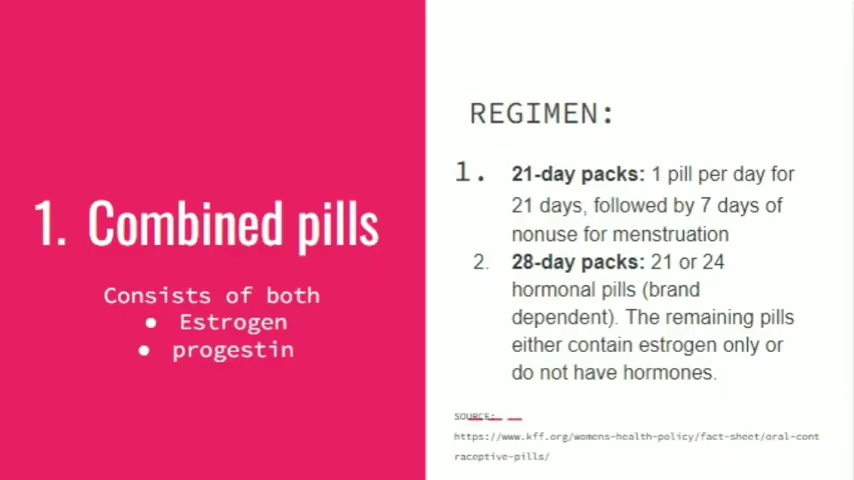 1. Combined pills
Consists of both
● Estrogen
● progestin
REGIMEN:
1. 21-day packs: 1 pill per day for
21 days, followed by 7 days of
nonuse for menstruation
2. 28-day packs: 21 or 24
hormonal pills (brand
dependent). The remaining pills
either contain estrogen only or
do not have hormones.
SOURCE:
https://www.kff.org/womens-health-policy/fact-sheet/oral-cont
raceptive-pills/